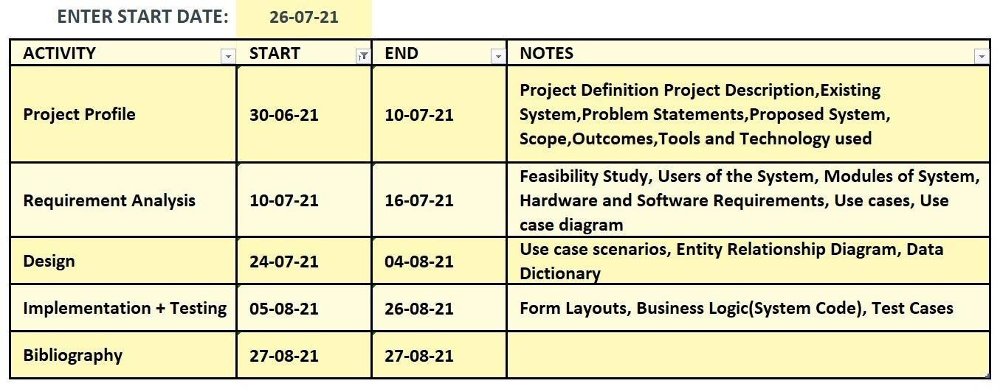 ENTER START DATE: 26-07-21
ACTIVITY START END NOTES
Project Profile 30-06-21 10-07-21 Project Definition Project Description,Existing
System,Problem Statements,Proposed System,
Scope,Outcomes,Tools and Technology used
Requirement Analysis 10-07-21 16-07-21 Feasibility Study, Users of the System, Modules of System,
Hardware and Software Requirements, Use cases, Use
case diagram
Design 24-07-21 04-08-21 Use case scenarios, Entity Relationship Diagram, Data
Dictionary
Implementation + Testing 05-08-21 26-08-21 Form Layouts, Business Logic(System Code), Test Cases
Bibliography 27-08-21 27-08-21